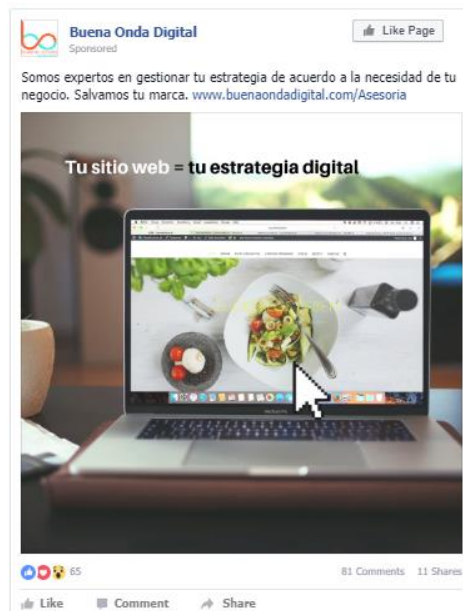 Buena Onda Digital
Sponsored
Like Page
Somos expertos en gestionar tu estrategia de acuerdo a la necesidad de tu
negocio. Salvamos tu marca. www.buenaondadigital.com/Asesoria
Tu sitio web = tu estrategia digital
65
81 Comments 11 Shares
Like Comment Share